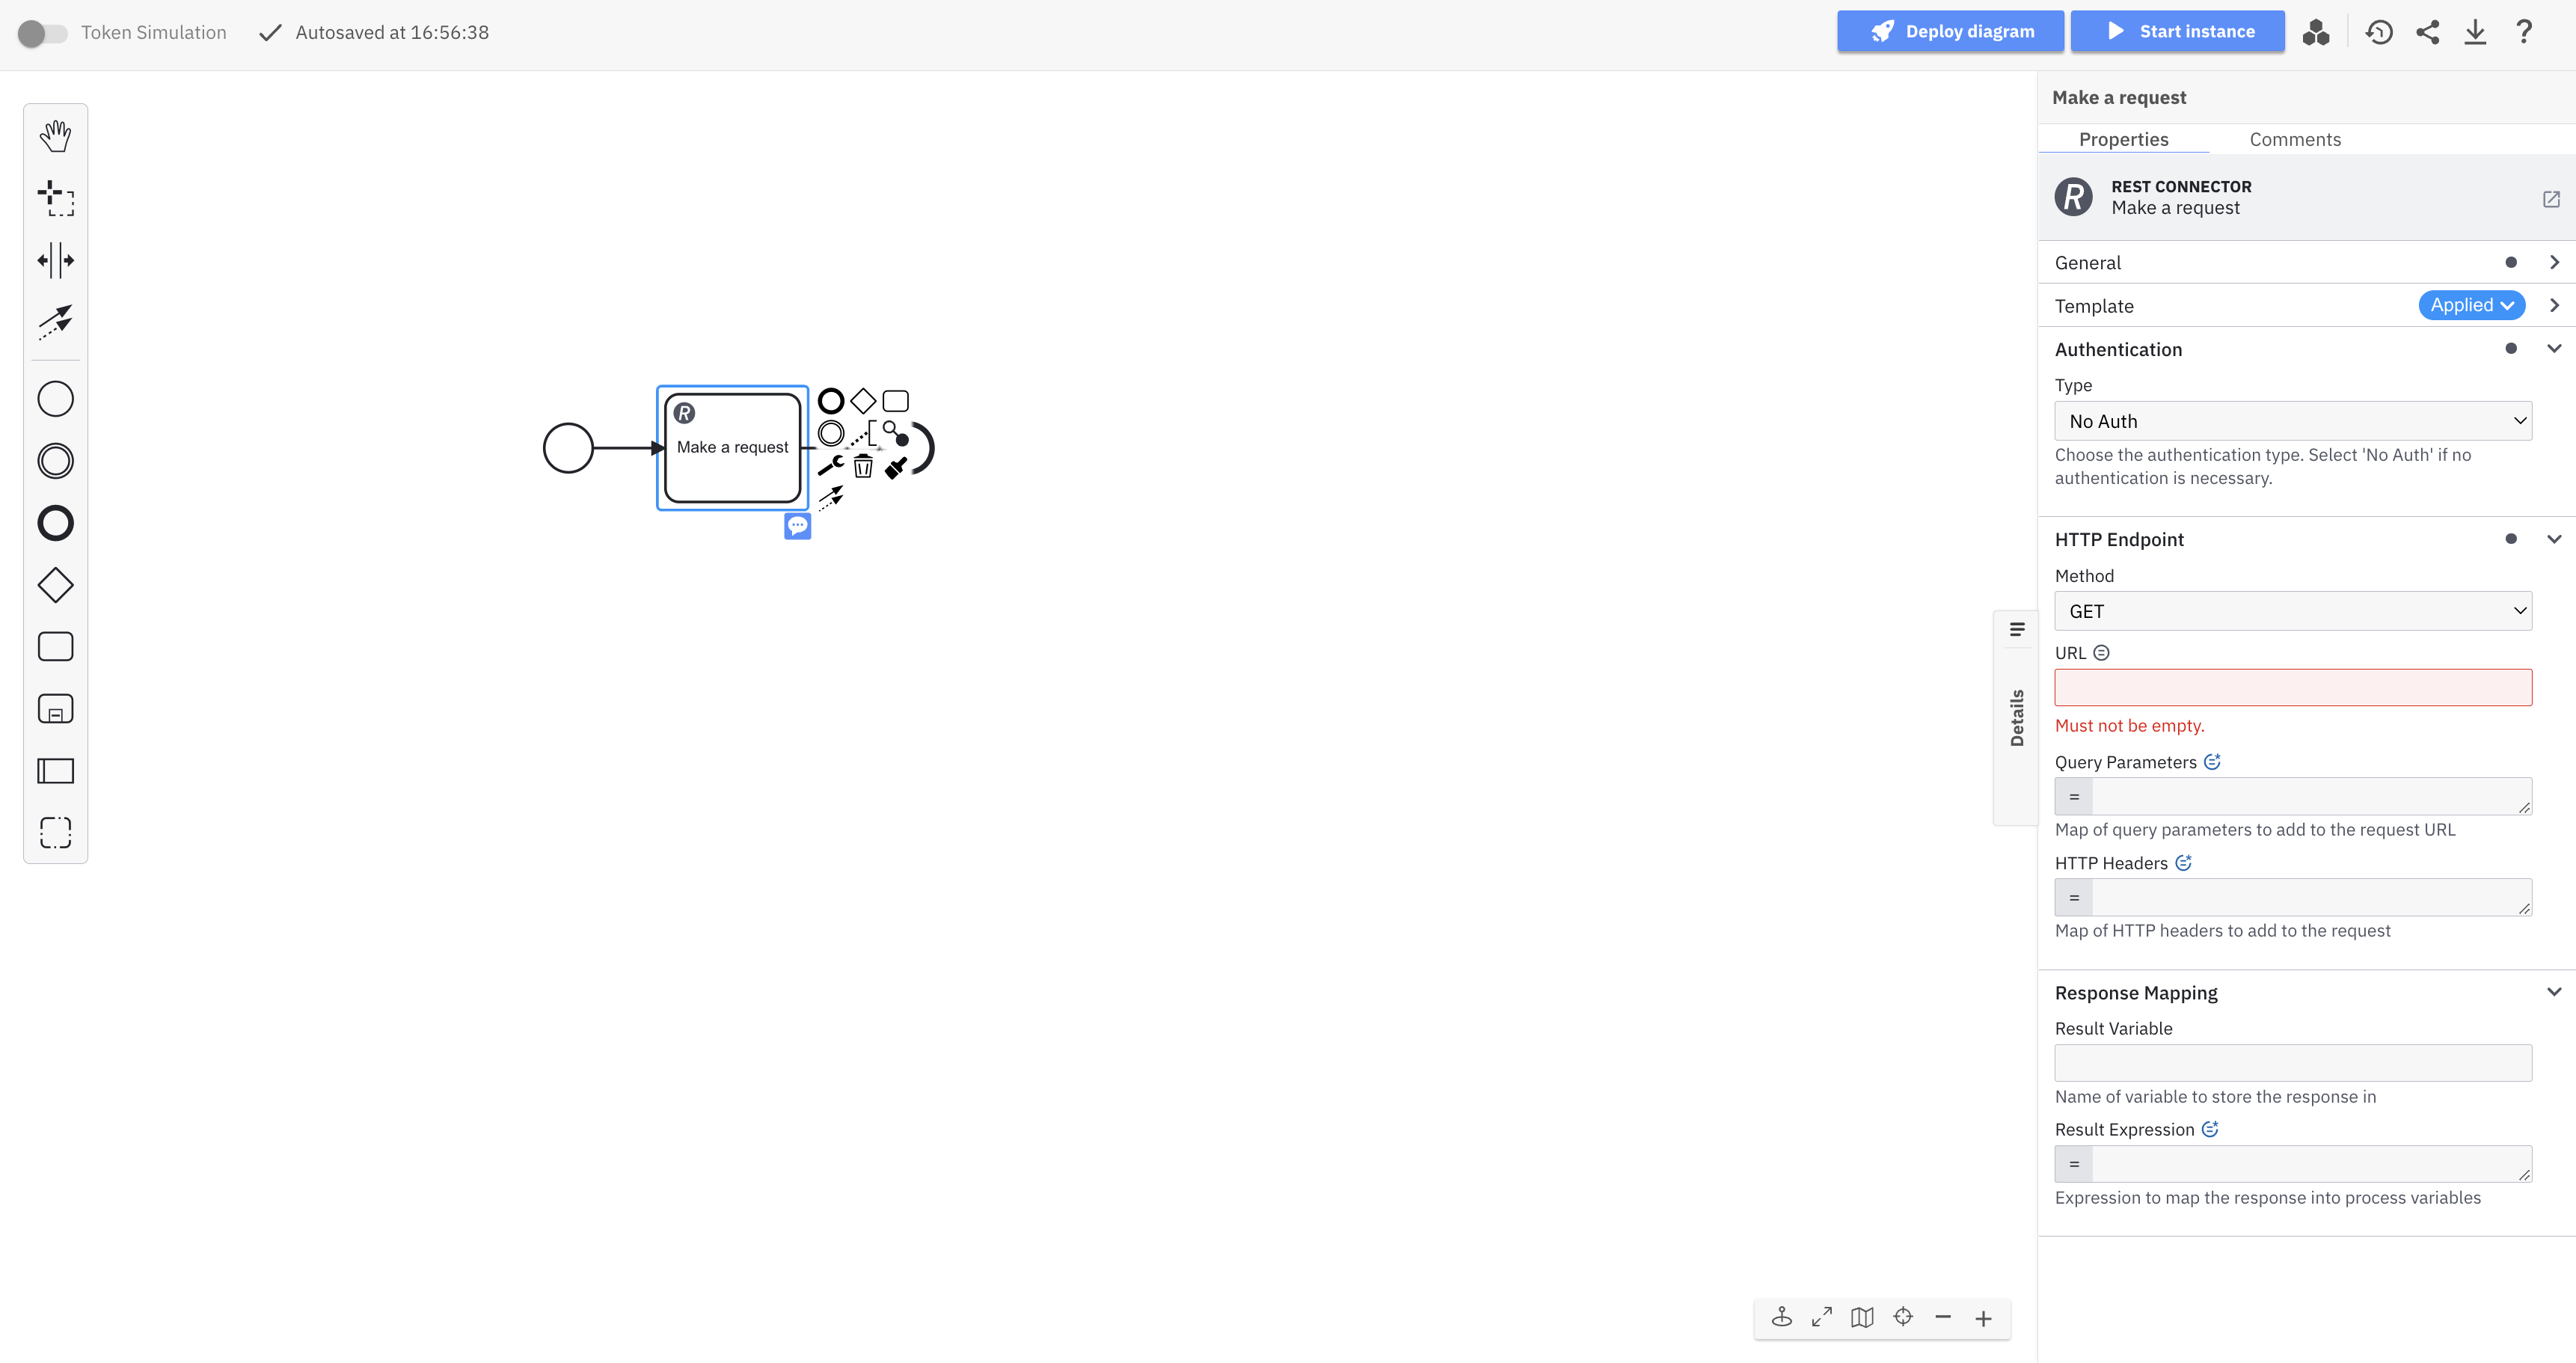 Token Simulation
Autosaved at 16:56:38
Deploy diagram
Start instance
?
Make a request
Properties
Comments
R
REST CONNECTOR
Make a request
General
Template
Applied
Authentication
Type
No Auth
Choose the authentication type. Select 'No Auth' if no
authentication is necessary.
HTTP Endpoint
Method
GET
URL
Must not be empty.
Query Parameters
=
Map of query parameters to add to the request URL
HTTP Headers
=
Map of HTTP headers to add to the request
Response Mapping
Result Variable
Name of variable to store the response in
Result Expression
=
Expression to map the response into process variables
R
Make a request
Details